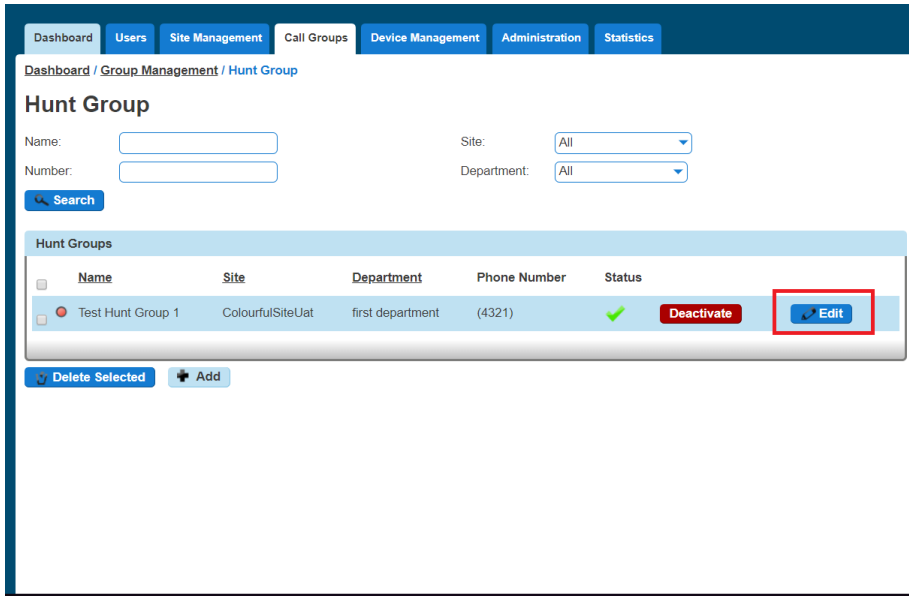 Dashboard Users Site Management Call Groups Device Management Administration Statistics
Dashboard / Group Management / Hunt Group
Hunt Group
Name: Site: All
Number: Department: All
Search
Hunt Groups
Name Site Department Phone Number Status
Test Hunt Group 1 ColourfulSiteUat first department (4321) Deactivate Edit
Delete Selected Add